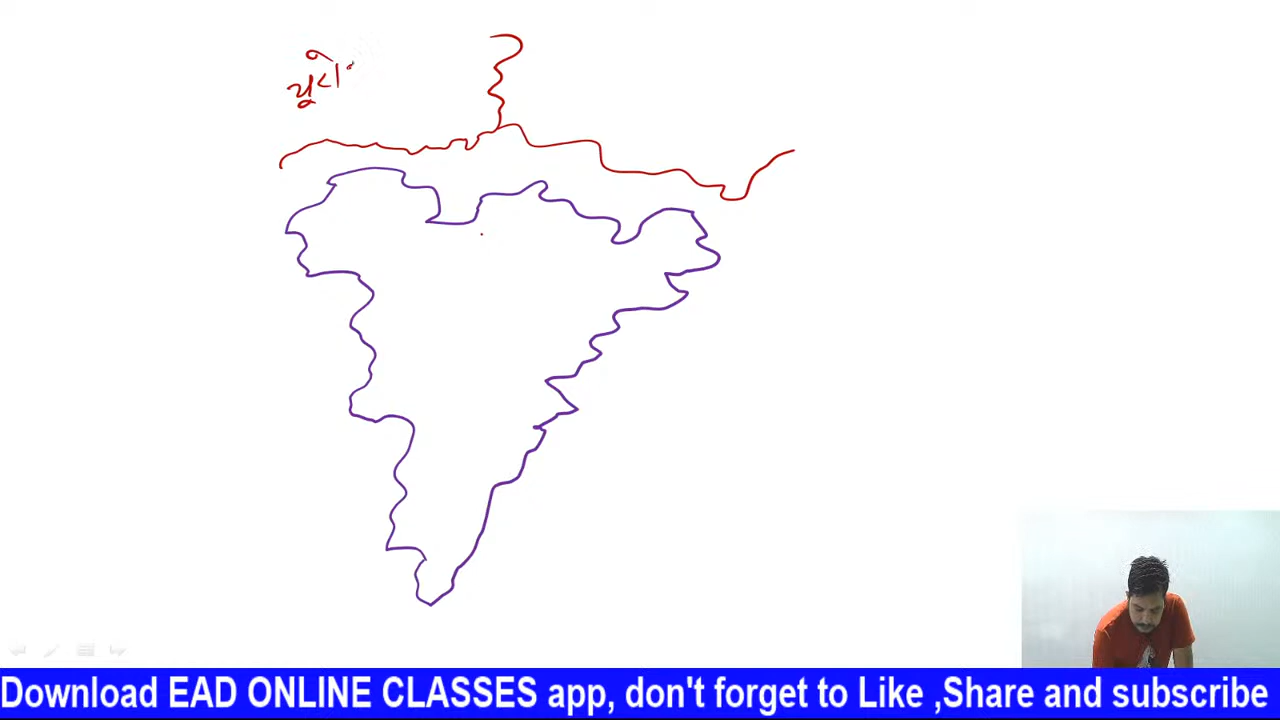 यूरो
Download EAD ONLINE CLASSES app, don't forget to Like ,Share and subscribe